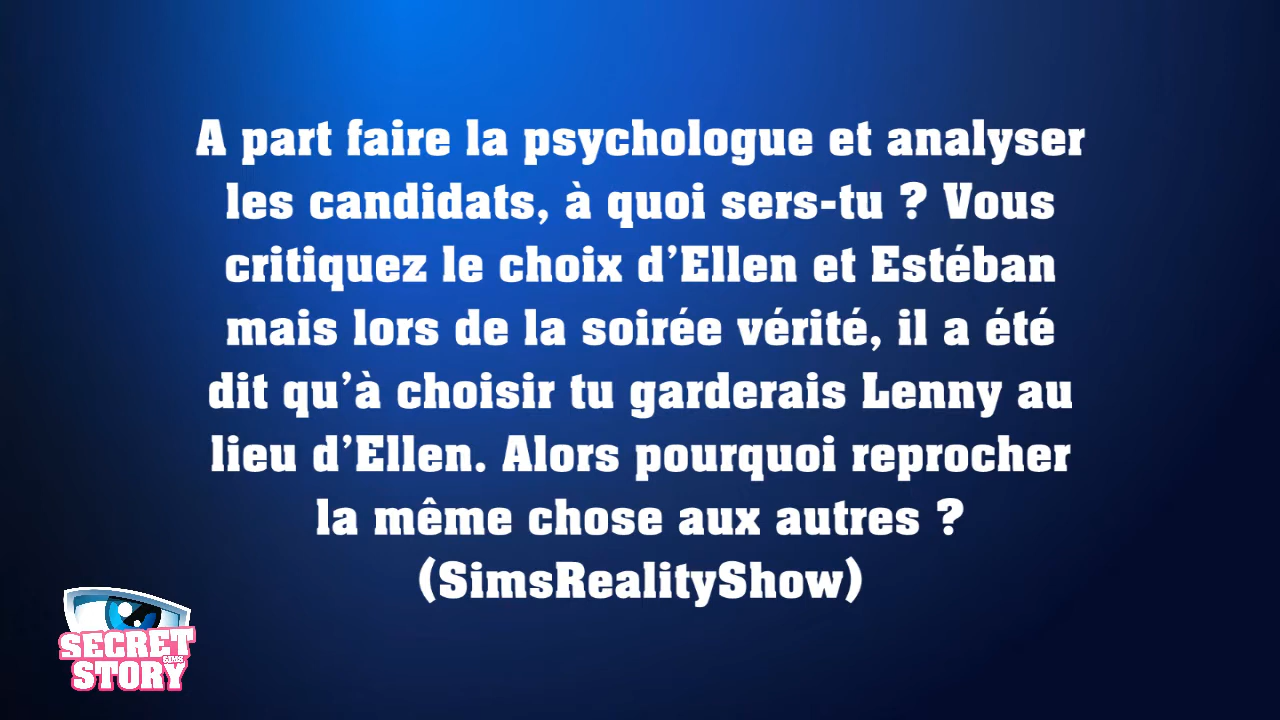 A part faire la psychologue et analyser
les candidats, à quoi sers-tu ? Vous
critiquez le choix d’Ellen et Estéban
mais lors de la soirée vérité, il a été
dit qu’à choisir tu garderais Lenny au
lieu d’Ellen. Alors pourquoi reprocher
la même chose aux autres ?
(SimsRealityShow)
SECRET
SIMS
STORY